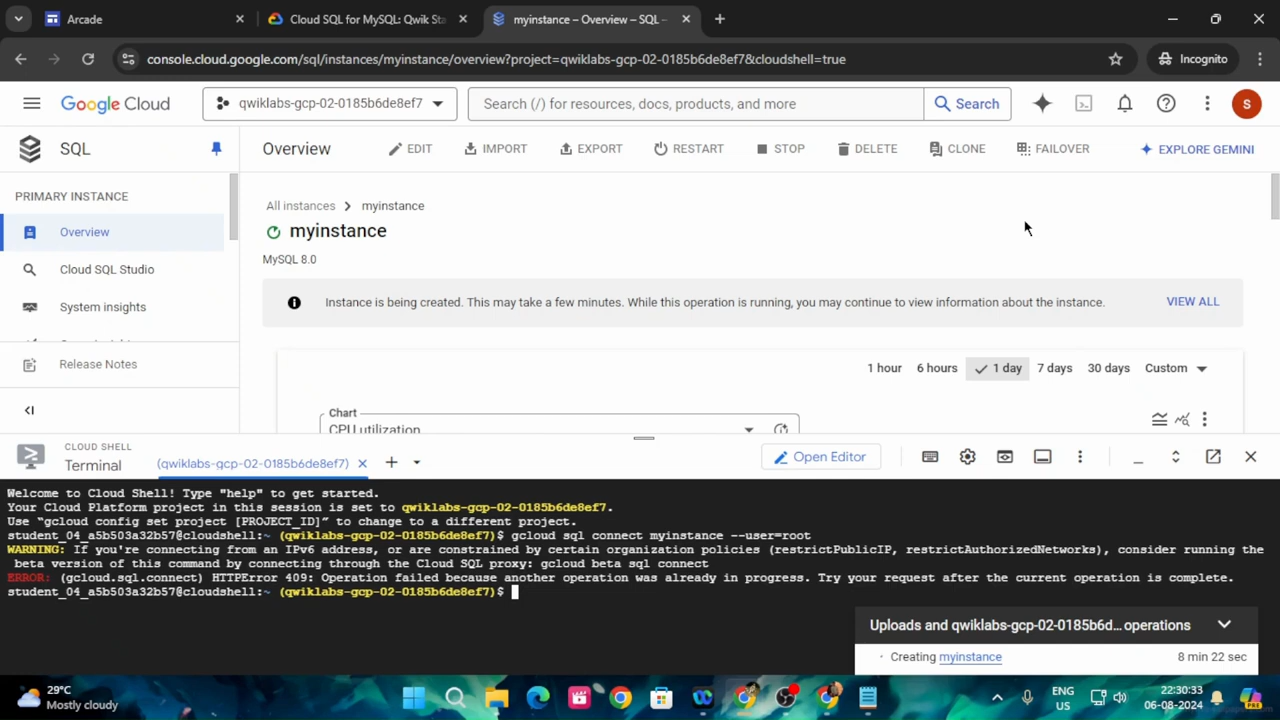 Arcade
Cloud SQL for MySQL: Qwik Sta
myinstance – Overview – SQL –
console.cloud.google.com/sql/instances/myinstance/overview?project=qwiklabs-gcp-02-0185b6de8ef7&cloudshell=true
Incognito
Google Cloud
qwiklabs-gcp-02-0185b6de8ef7
Search (/) for resources, docs, products, and more
Search
S
SQL
Overview
EDIT
IMPORT
EXPORT
RESTART
STOP
DELETE
CLONE
FAILOVER
EXPLORE GEMINI
PRIMARY INSTANCE
Overview
Cloud SQL Studio
System insights
Release Notes
All instances
myinstance
myinstance
MySQL 8.0
Instance is being created. This may take a few minutes. While this operation is running, you may continue to view information about the instance.
VIEW ALL
1 hour
6 hours
1 day
7 days
30 days
Custom
Chart
CPU utilization
CLOUD SHELL
Terminal
(qwiklabs-gcp-02-0185b6de8ef7)
Open Editor
Welcome to Cloud Shell! Type "help" to get started.
Your Cloud Platform project in this session is set to qwiklabs-gcp-02-0185b6de8ef7.
Use "gcloud config set project [PROJECT_ID]" to change to a different project.
student_04_a5b503a32b57@cloudshell:~ (qwiklabs-gcp-02-0185b6de8ef7)$ gcloud sql connect myinstance --user=root
WARNING: If you're connecting from an IPv6 address, or are constrained by certain organization policies (restrictPublicIP, restrictAuthorizedNetworks), consider running the
beta version of this command by connecting through the Cloud SQL proxy: gcloud beta sql connect
ERROR: (gcloud.sql.connect) HTTPError 409: Operation failed because another operation was already in progress. Try your request after the current operation is complete.
student_04_a5b503a32b57@cloudshell:~ (qwiklabs-gcp-02-0185b6de8ef7)$
Uploads and qwiklabs-gcp-02-0185b6d... operations
Creating myinstance
8 min 22 sec
29°C
Mostly cloudy
ENG
US
22:30:33
06-08-2024